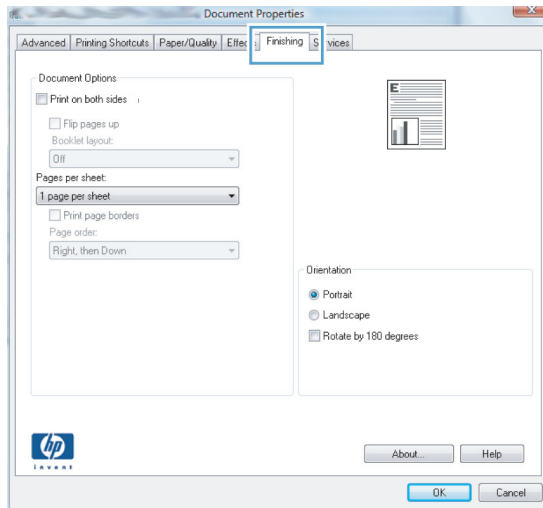 Document Properties
Advanced Printing Shortcuts Paper/Quality Finishing
Document Options
Print on both sides
Flip pages up
Booklet layout:
Off
Pages per sheet:
1 page per sheet
Print page borders
Page order:
Right, then Down
E
Orientation
Portrait
Landscape
Rotate by 180 degrees
hp
invent
About... Help
OK Cancel